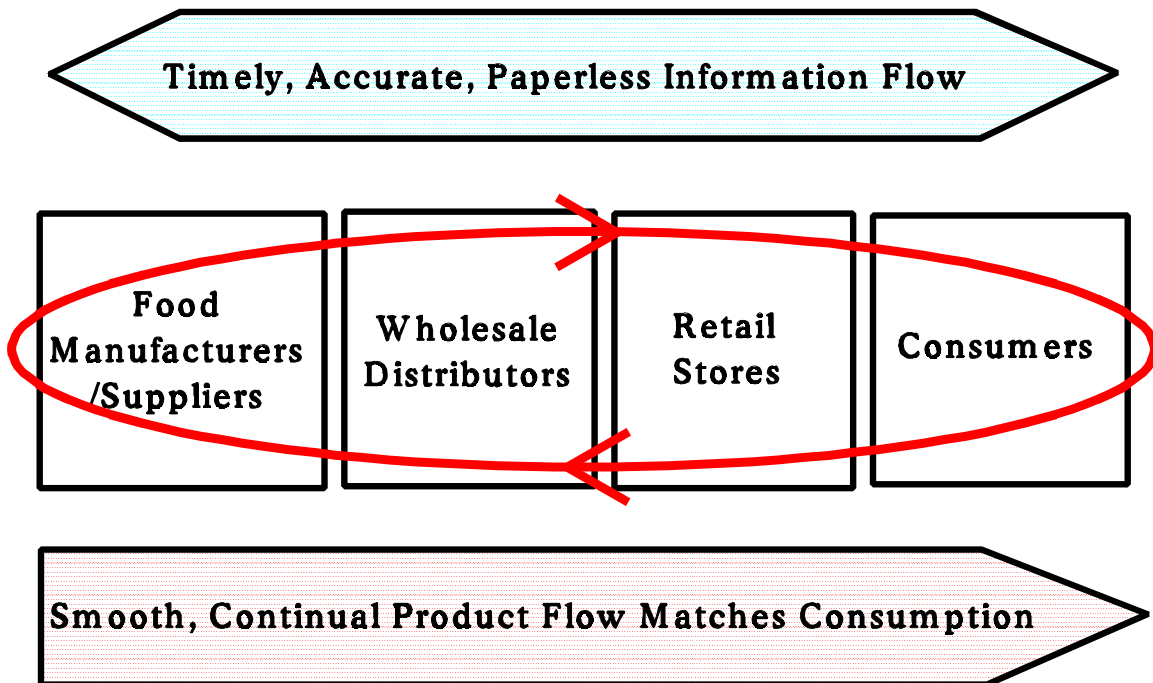 Timely, Accurate, Paperless Information Flow
Food
Manufacturers
/Suppliers
Wholesale
Distributors
Retail
Stores
Consumers
Smooth, Continual Product Flow Matches Consumption